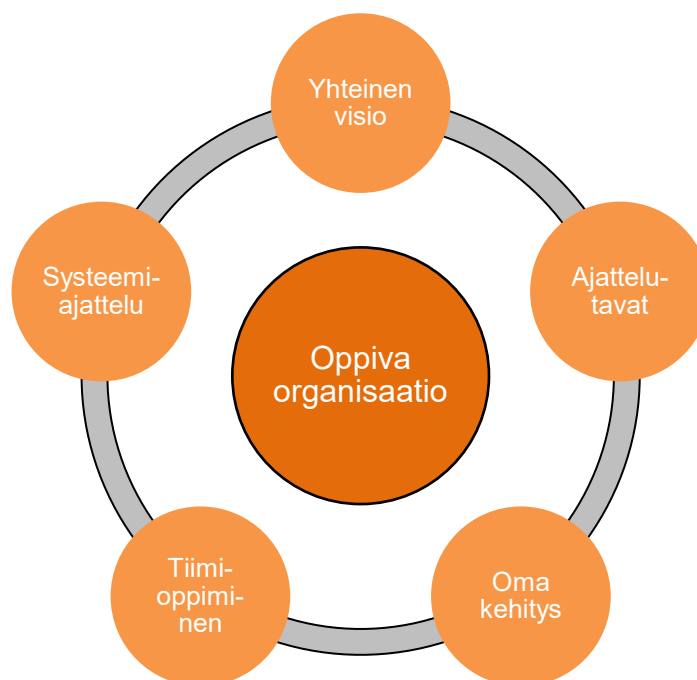 Yhteinen
visio
Systeemi-
ajattelu
Ajattelu-
tavat
Oppiva
organisaatio
Tiimi-
oppimi-
nen
Oma
kehitys